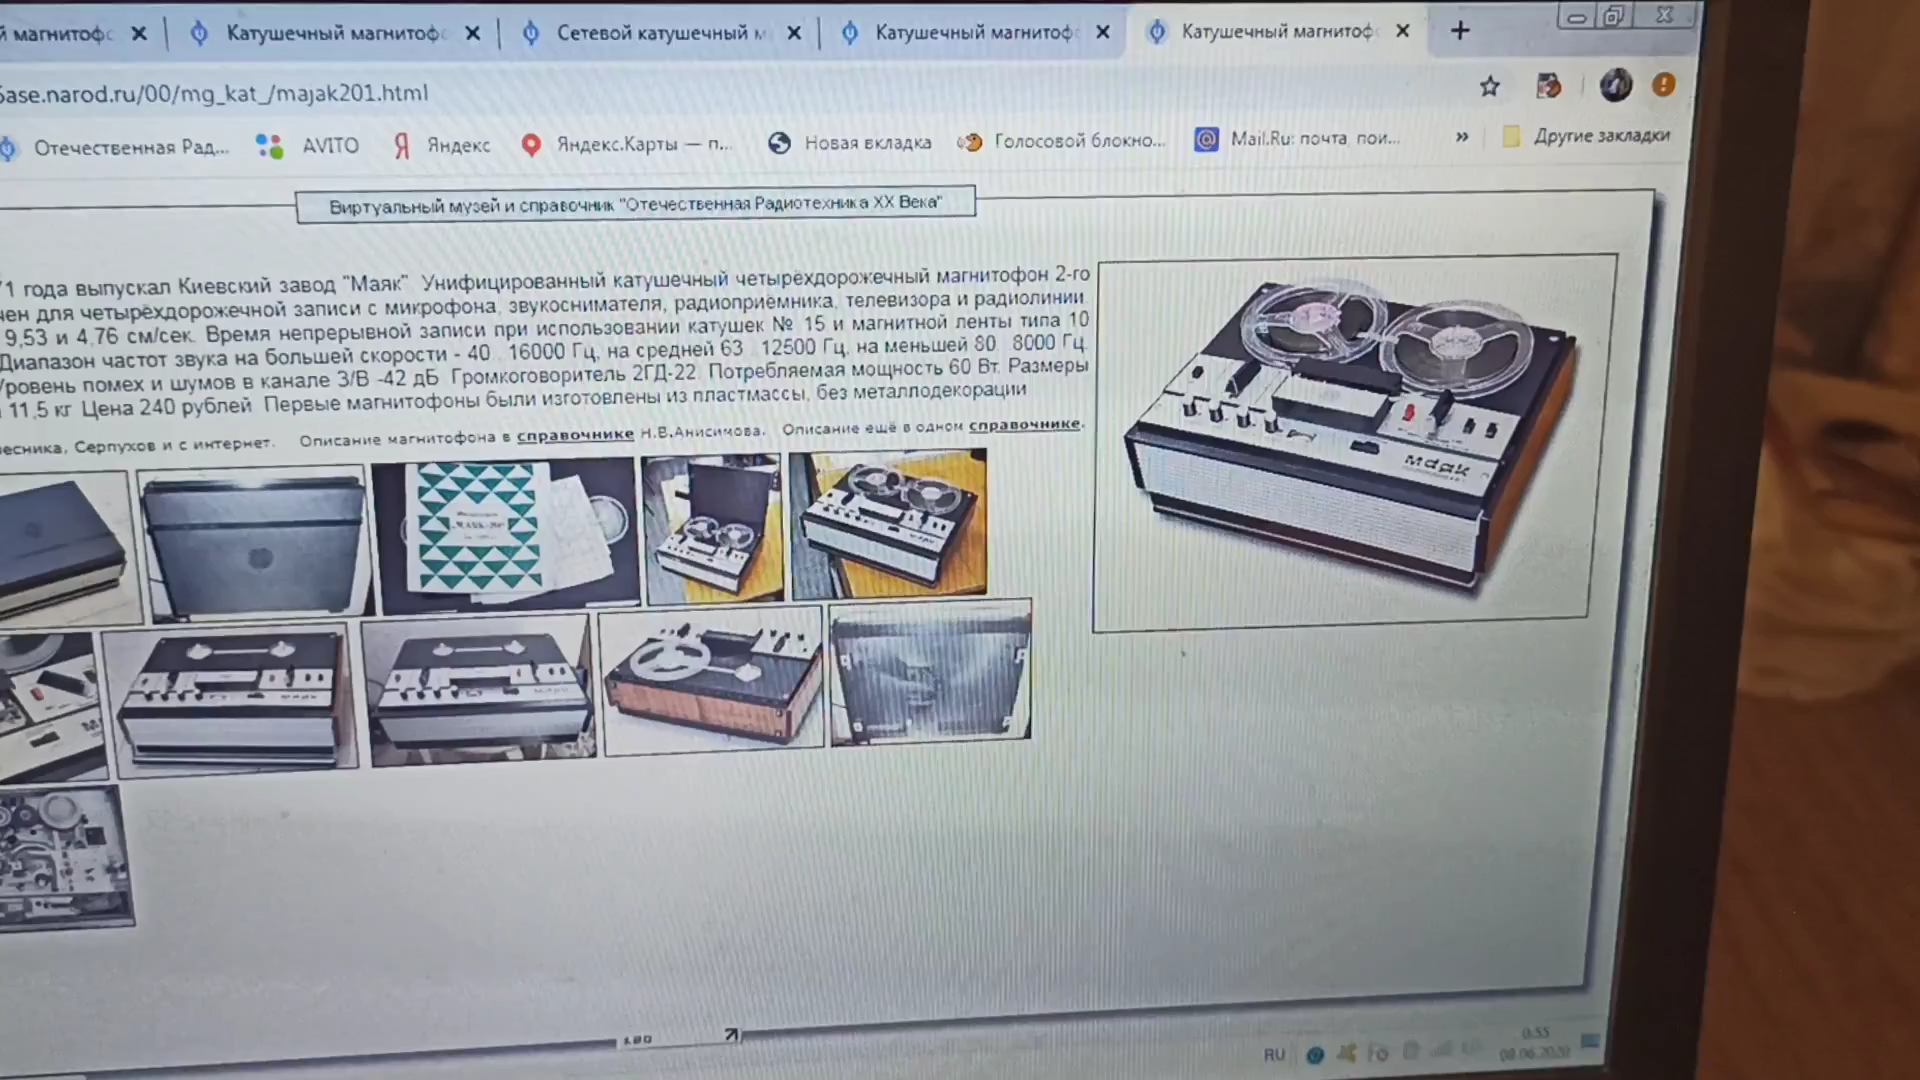 магнитоф
Катушечный магнитоф
Сетевой катушечный м
Катушечный магнитоф
Катушечный магнитоф
ase.narod.ru/00/mg_kat_/majak201.html
Отечественная Рад...
AVITO
Яндекс
Яндекс.Карты — п...
Новая вкладка
Голосовой блокно...
Mail.Ru: почта, пои...
»
Другие закладки
Виртуальный музей и справочник "Отечественная Радиотехника XX Века"
1 года выпускал Киевский завод "Маяк". Унифицированный катушечный четырёхдорожечный магнитофон 2-го
чен для четырёхдорожечной записи с микрофона, звукоснимателя, радиоприёмника, телевизора и радиолинии.
9,53 и 4,76 см/сек. Время непрерывной записи при использовании катушек № 15 и магнитной ленты типа 10
Диапазон частот звука на большей скорости - 40...16000 Гц, на средней 63...12500 Гц, на меньшей 80...8000 Гц.
Уровень помех и шумов в канале З/В -42 дБ. Громкоговоритель 2ГД-22. Потребляемая мощность 60 Вт. Размеры
11,5 кг. Цена 240 рублей. Первые магнитофоны были изготовлены из пластмассы, без металлодекорации
есника, Серпухов и с интернет. Описание магнитофона в справочнике Н.В.Анисимова. Описание ещё в одном справочнике.
Маяк
RU
0:55